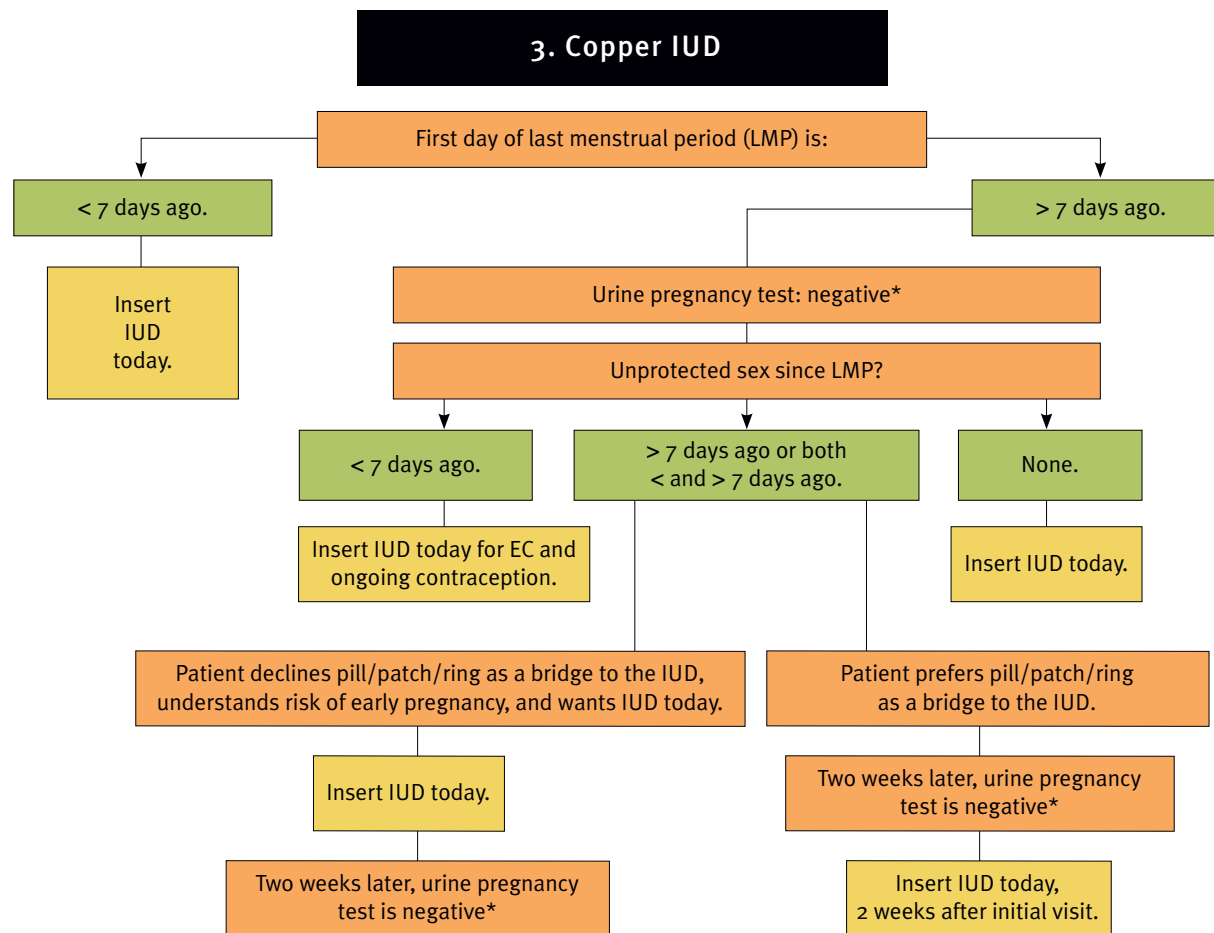 3. Copper IUD
First day of last menstrual period (LMP) is:
< 7 days ago.
> 7 days ago.
Insert
IUD
today.
Urine pregnancy test: negative*
Unprotected sex since LMP?
< 7 days ago.
> 7 days ago or both
< and > 7 days ago.
None.
Insert IUD today for EC and
ongoing contraception.
Insert IUD today.
Patient declines pill/patch/ring as a bridge to the IUD,
understands risk of early pregnancy, and wants IUD today.
Patient prefers pill/patch/ring
as a bridge to the IUD.
Insert IUD today.
Two weeks later, urine pregnancy
test is negative*
Two weeks later, urine pregnancy
test is negative*
Insert IUD today,
2 weeks after initial visit.